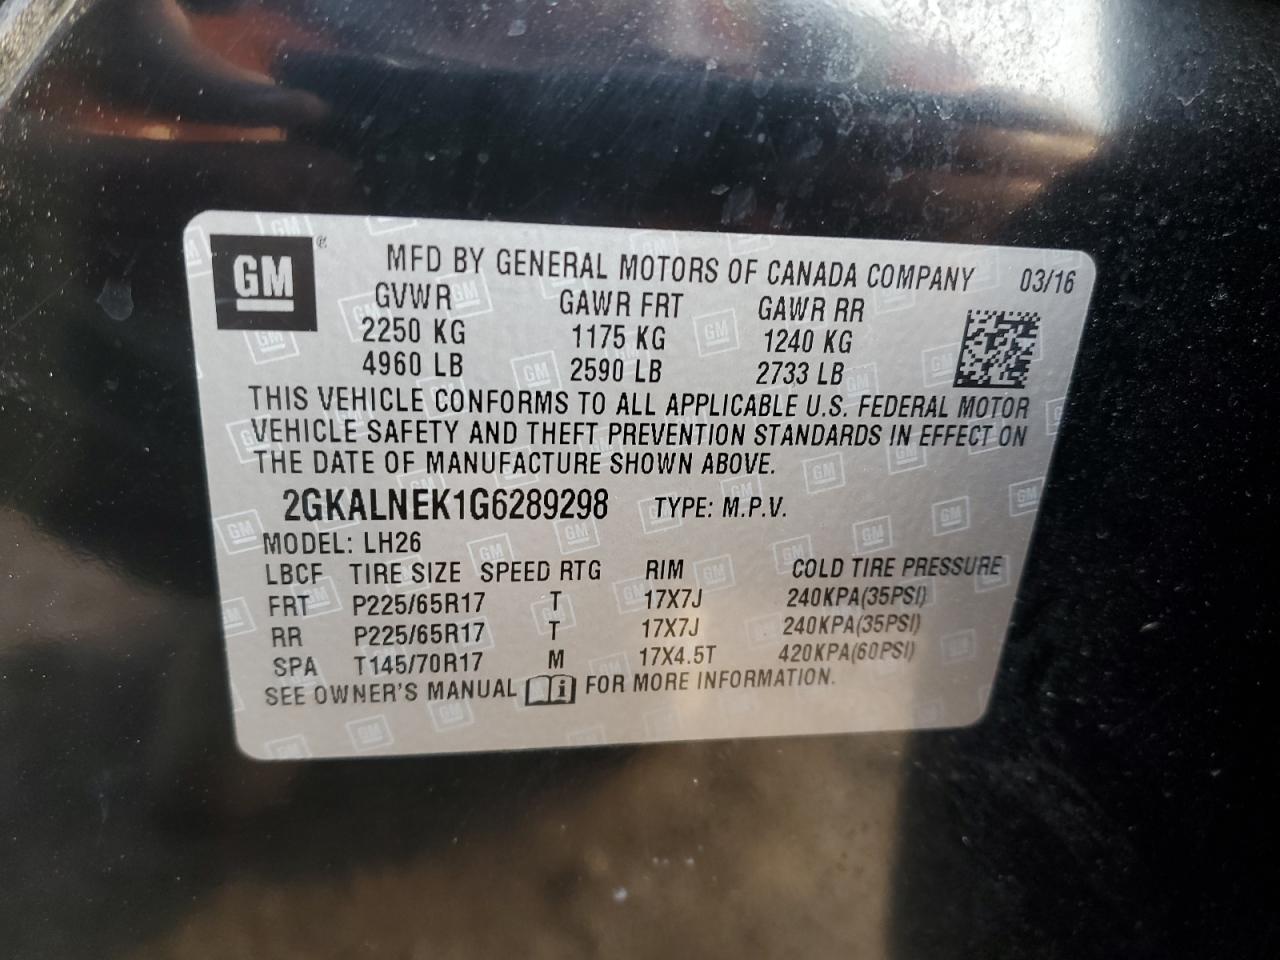 GM®
MFD BY GENERAL MOTORS OF CANADA COMPANY 03/16
GVWR GAWR FRT GAWR RR
2250 KG 1175 KG 1240 KG
4960 LB 2590 LB 2733 LB
THIS VEHICLE CONFORMS TO ALL APPLICABLE U.S. FEDERAL MOTOR
VEHICLE SAFETY AND THEFT PREVENTION STANDARDS IN EFFECT ON
THE DATE OF MANUFACTURE SHOWN ABOVE.
2GKALNEK1G6289298 TYPE: M.P.V.
MODEL: LH26
LBCF TIRE SIZE SPEED RTG RIM COLD TIRE PRESSURE
FRT P225/65R17 T 17X7J 240KPA(35PSI)
RR P225/65R17 T 17X7J 240KPA(35PSI)
SPA T145/70R17 M 17X4.5T 420KPA(60PSI)
SEE OWNER'S MANUAL i FOR MORE INFORMATION.